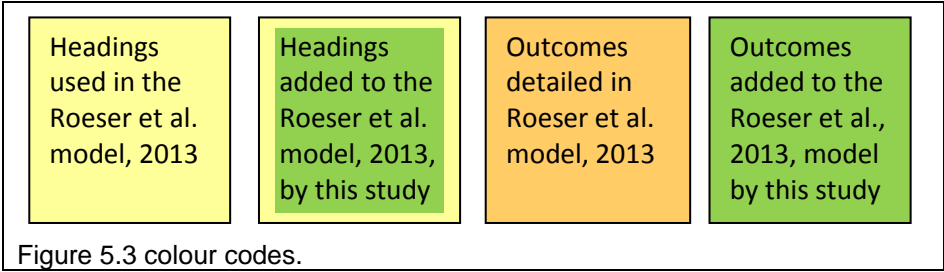 Headings
used in the
Roeser et al.
model, 2013
Headings
added to the
Roeser et al.
model, 2013,
by this study
Outcomes
detailed in
Roeser et al.
model, 2013
Outcomes
added to the
Roeser et al.,
2013, model
by this study
Figure 5.3 colour codes.